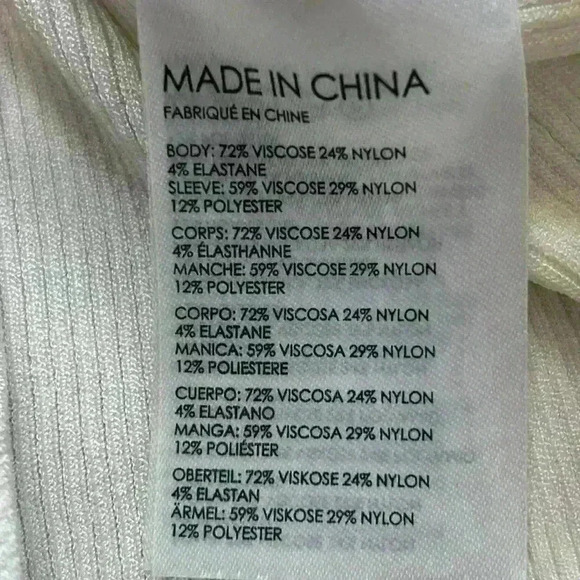 MADE IN CHINA
FABRIQUÉ EN CHINE
BODY: 72% VISCOSE 24% NYLON
4% ELASTANE
SLEEVE: 59% VISCOSE 29% NYLON
12% POLYESTER
CORPS: 72% VISCOSE 24% NYLON
4% ÉLASTHANNE
MANCHE: 59% VISCOSE 29% NYLON
12% POLYESTER
CORPO: 72% VISCOSA 24% NYLON
4% ELASTANE
MANICA: 59% VISCOSA 29% NYLON
12% POLIESTERE
CUERPO: 72% VISCOSA 24% NYLON
4% ELASTANO
MANGA: 59% VISCOSA 29% NYLON
12% POLIÉSTER
OBERTEIL: 72% VISKOSE 24% NYLON
4% ELASTAN
ÄRMEL: 59% VISKOSE 29% NYLON
12% POLYESTER